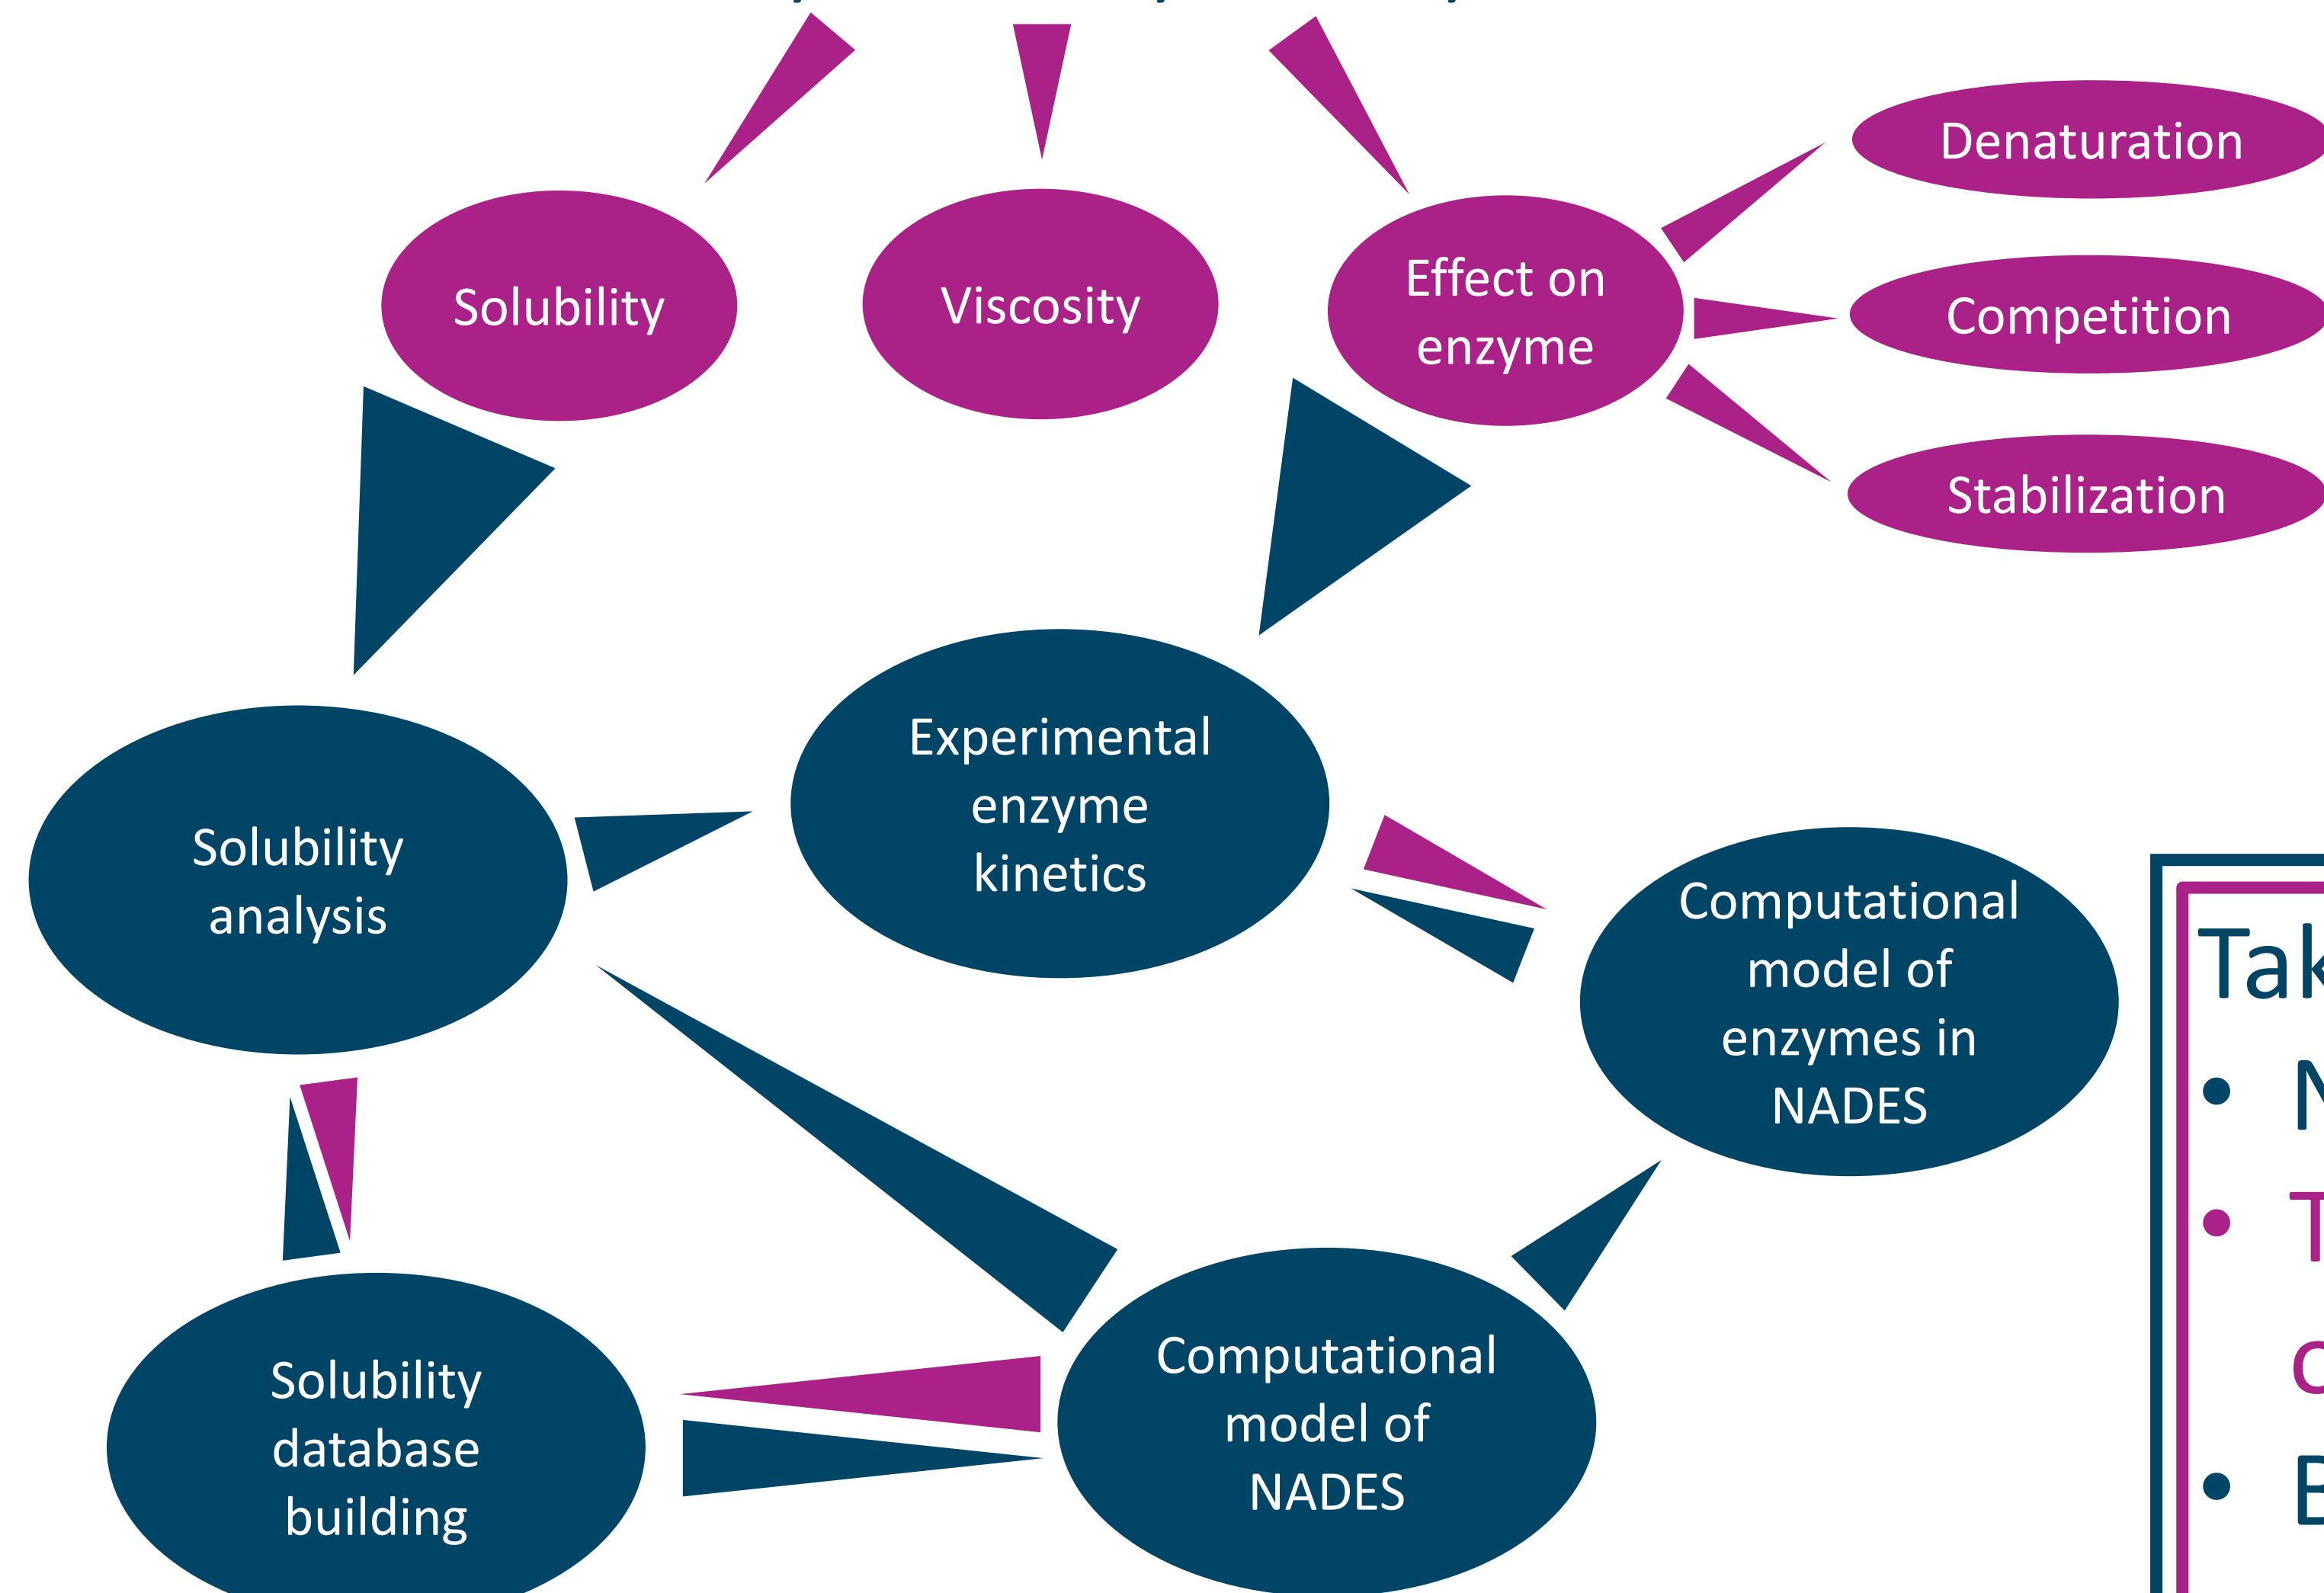 Denaturation
Solubility
Viscosity
Effect on
enzyme
Competition
Stabilization
Experimental
enzyme
kinetics
Solubility
analysis
Computational
model of
enzymes in
NADES
Solubility
database
building
Computational
model of
NADES